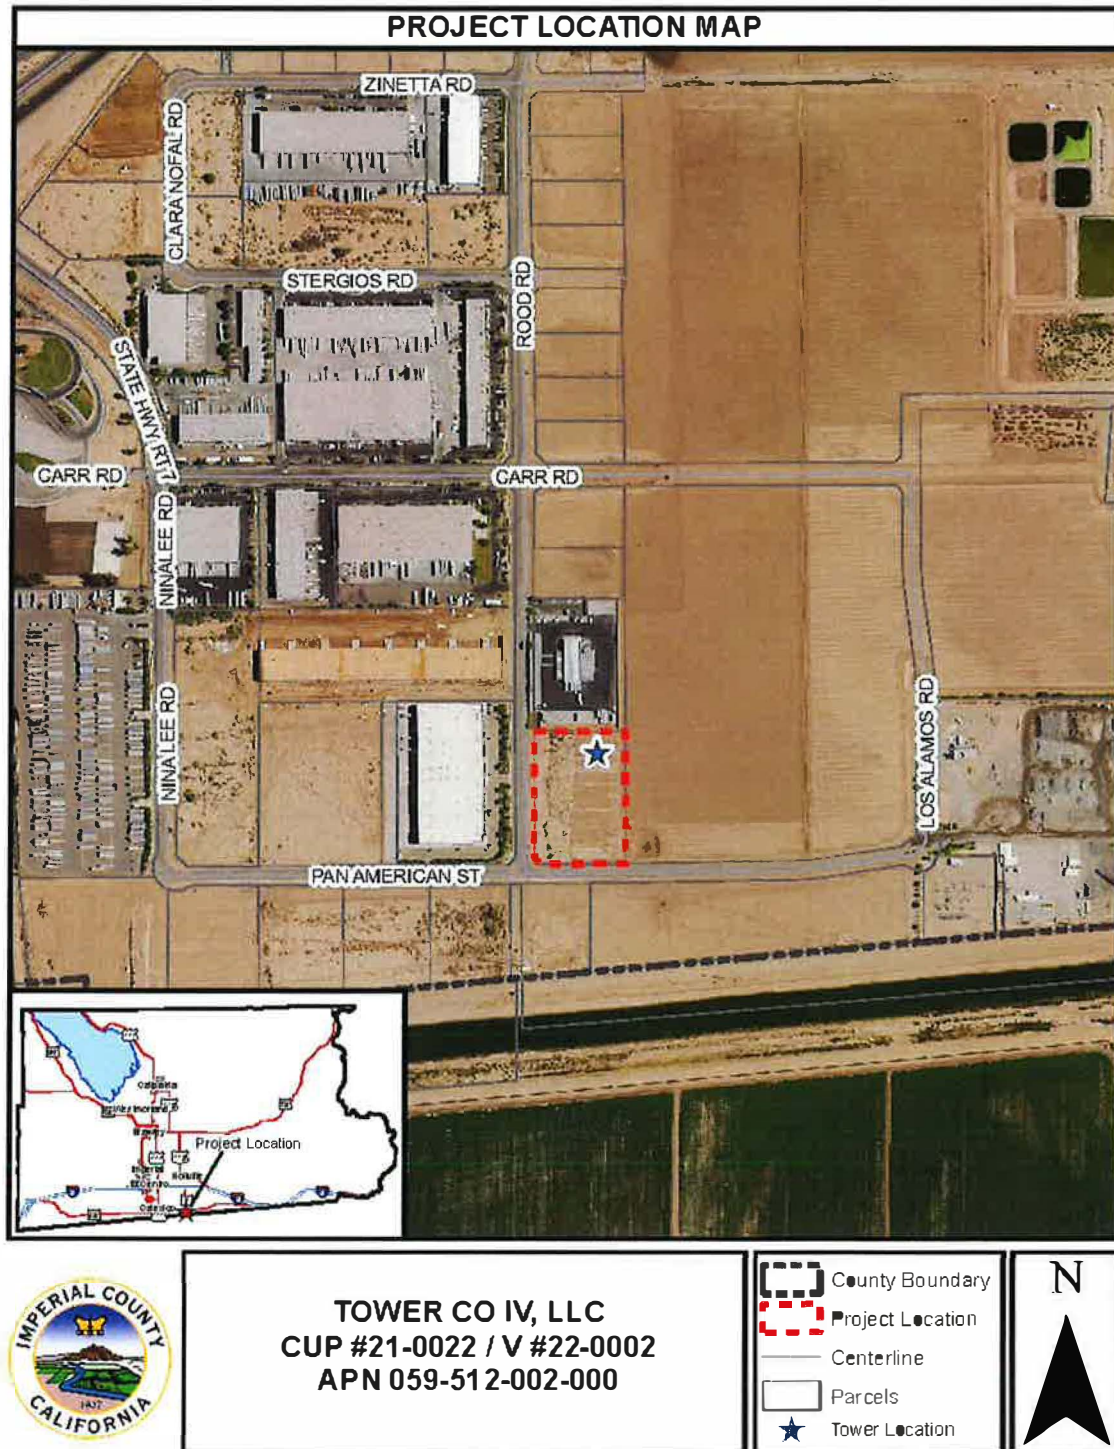 PROJECT LOCATION MAP
ZINETTA RD
CLARA NOFAL RD
STERGIOS RD
ROOD RD
STATE HWY RT 7
CARR RD
CARR RD
NINALEE RD
NINALEE RD
LOS ALAMOS RD
PAN AMERICAN ST
Project Location
Imperial
TOWER CO IV, LLC
CUP #21-0022 / V #22-0002
APN 059-512-002-000
IMPERIAL COUNTY
1907
CALIFORNIA
County Boundary
Project Location
Centerline
Parcels
Tower Location
N